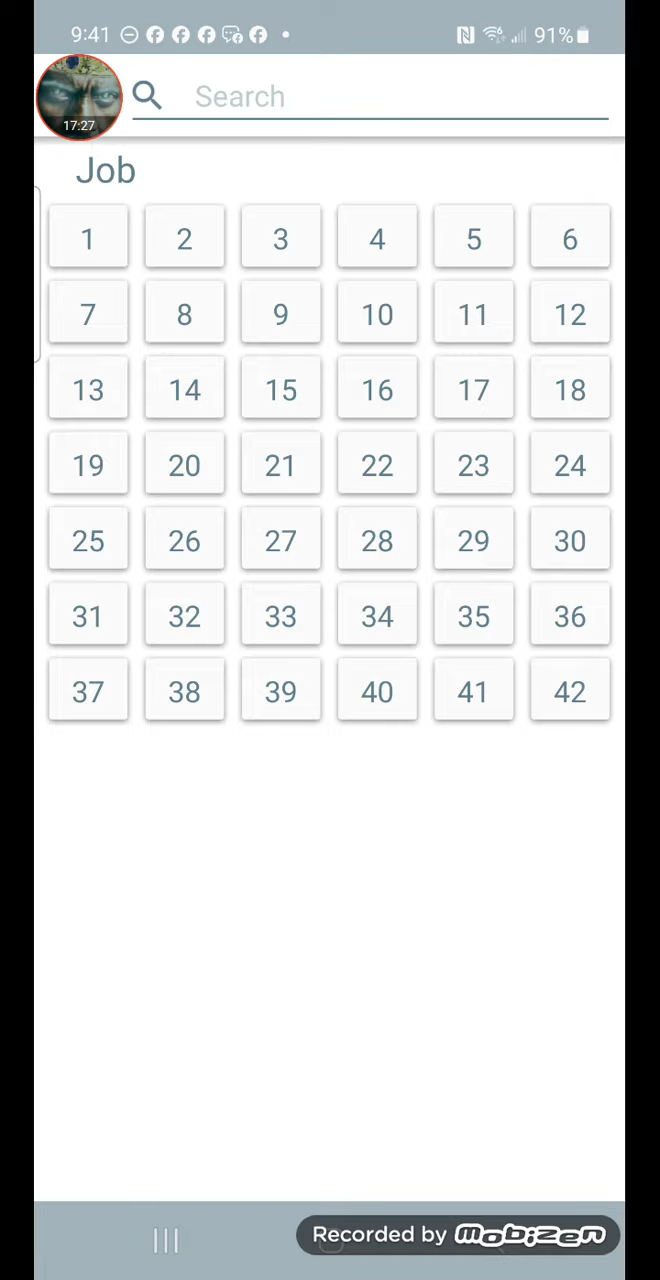 9:41 91%
17:27
Search
Job
1 2 3 4 5 6
7 8 9 10 11 12
13 14 15 16 17 18
19 20 21 22 23 24
25 26 27 28 29 30
31 32 33 34 35 36
37 38 39 40 41 42
Recorded by mobizen